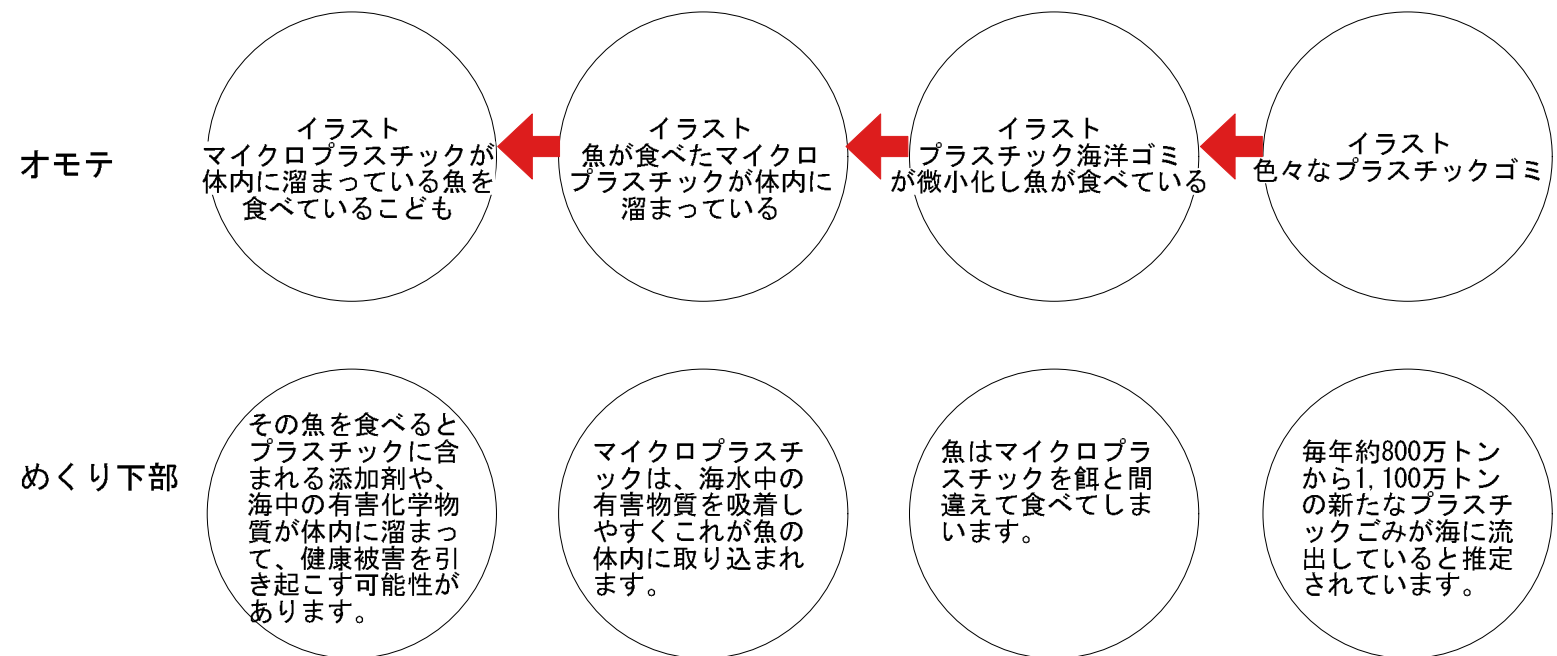 オモテ
イラスト
マイクロプラスチックが
体内に溜まっている魚を
食べているこども
イラスト
魚が食べたマイクロ
プラスチックが体内に
溜まっている
イラスト
プラスチック海洋ゴミ
が微小化し魚が食べている
イラスト
色々なプラスチックゴミ
めくり下部
その魚を食べると
プラスチックに含
まれる添加剤や、
海中の有害化学物
質が体内に溜まっ
て、健康被害を引
き起こす可能性が
あります。
マイクロプラスチ
ックは、海水中の
有害物質を吸着し
やすくこれが魚の
体内に取り込まれ
ます。
魚はマイクロプラ
スチックを餌と間
違えて食べてしま
います。
毎年約800万トン
から1,100万トン
の新たなプラスチ
ックごみが海に流
出していると推定
されています。